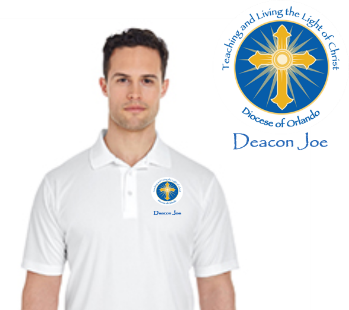 Teaching and Living the Light of Christ
Diocese of Orlando
Deacon Joe
Deacon Joe